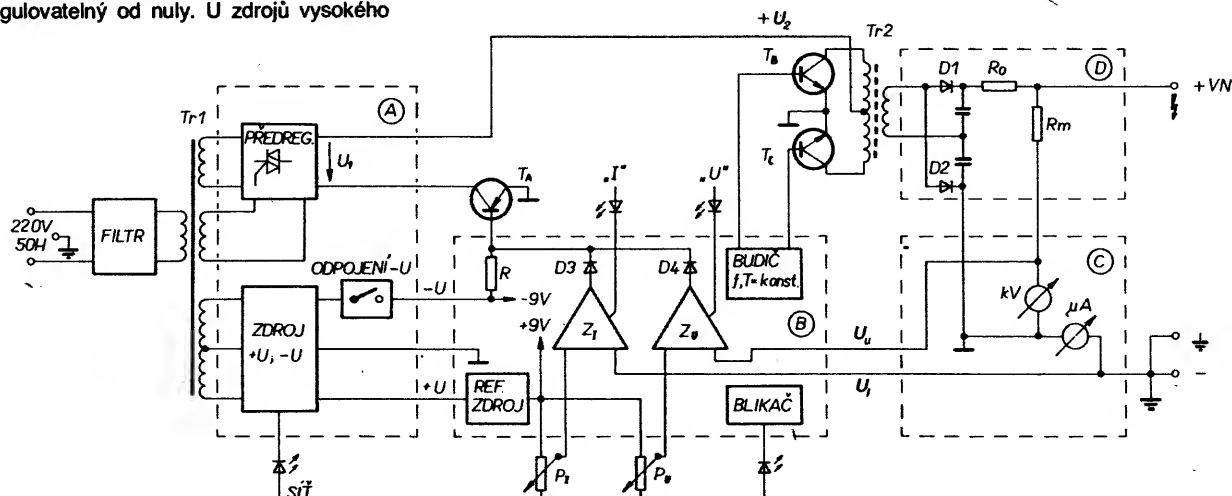 gulovatelný od nuly. U zdrojů vysokého
+U2
Tr2
TB
D1
R0
D
+VN
A
Tr1
PŘEDREG.
U1
TA
„I“
„U“
TC
D2
Rm
220V
50H
FILTR
ODPOJENÍ -U
-U
R
D3
D4
BUDIČ
f,T=konst.
C
-9V
+9V
ZI
ZU
B
kV
µA
ZDROJ
+U; -U
Uu
+U
REF.
ZDROJ
UI
-
BLIKAČ
PI
PU
SÍŤ